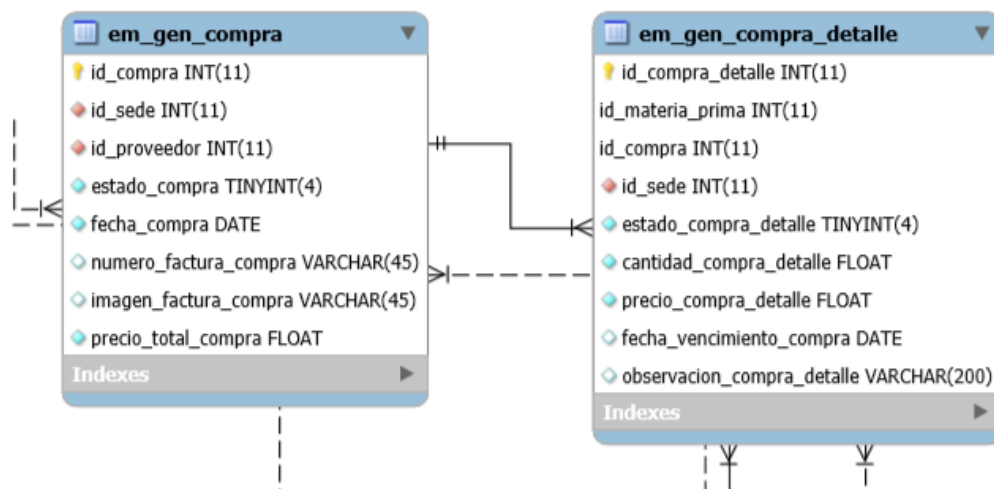 em_gen_compra
id_compra INT(11)
id_sede INT(11)
id_proveedor INT(11)
estado_compra TINYINT(4)
fecha_compra DATE
numero_factura_compra VARCHAR(45)
imagen_factura_compra VARCHAR(45)
precio_total_compra FLOAT
Indexes
em_gen_compra_detalle
id_compra_detalle INT(11)
id_materia_prima INT(11)
id_compra INT(11)
id_sede INT(11)
estado_compra_detalle TINYINT(4)
cantidad_compra_detalle FLOAT
precio_compra_detalle FLOAT
fecha_vencimiento_compra DATE
observacion_compra_detalle VARCHAR(200)
Indexes